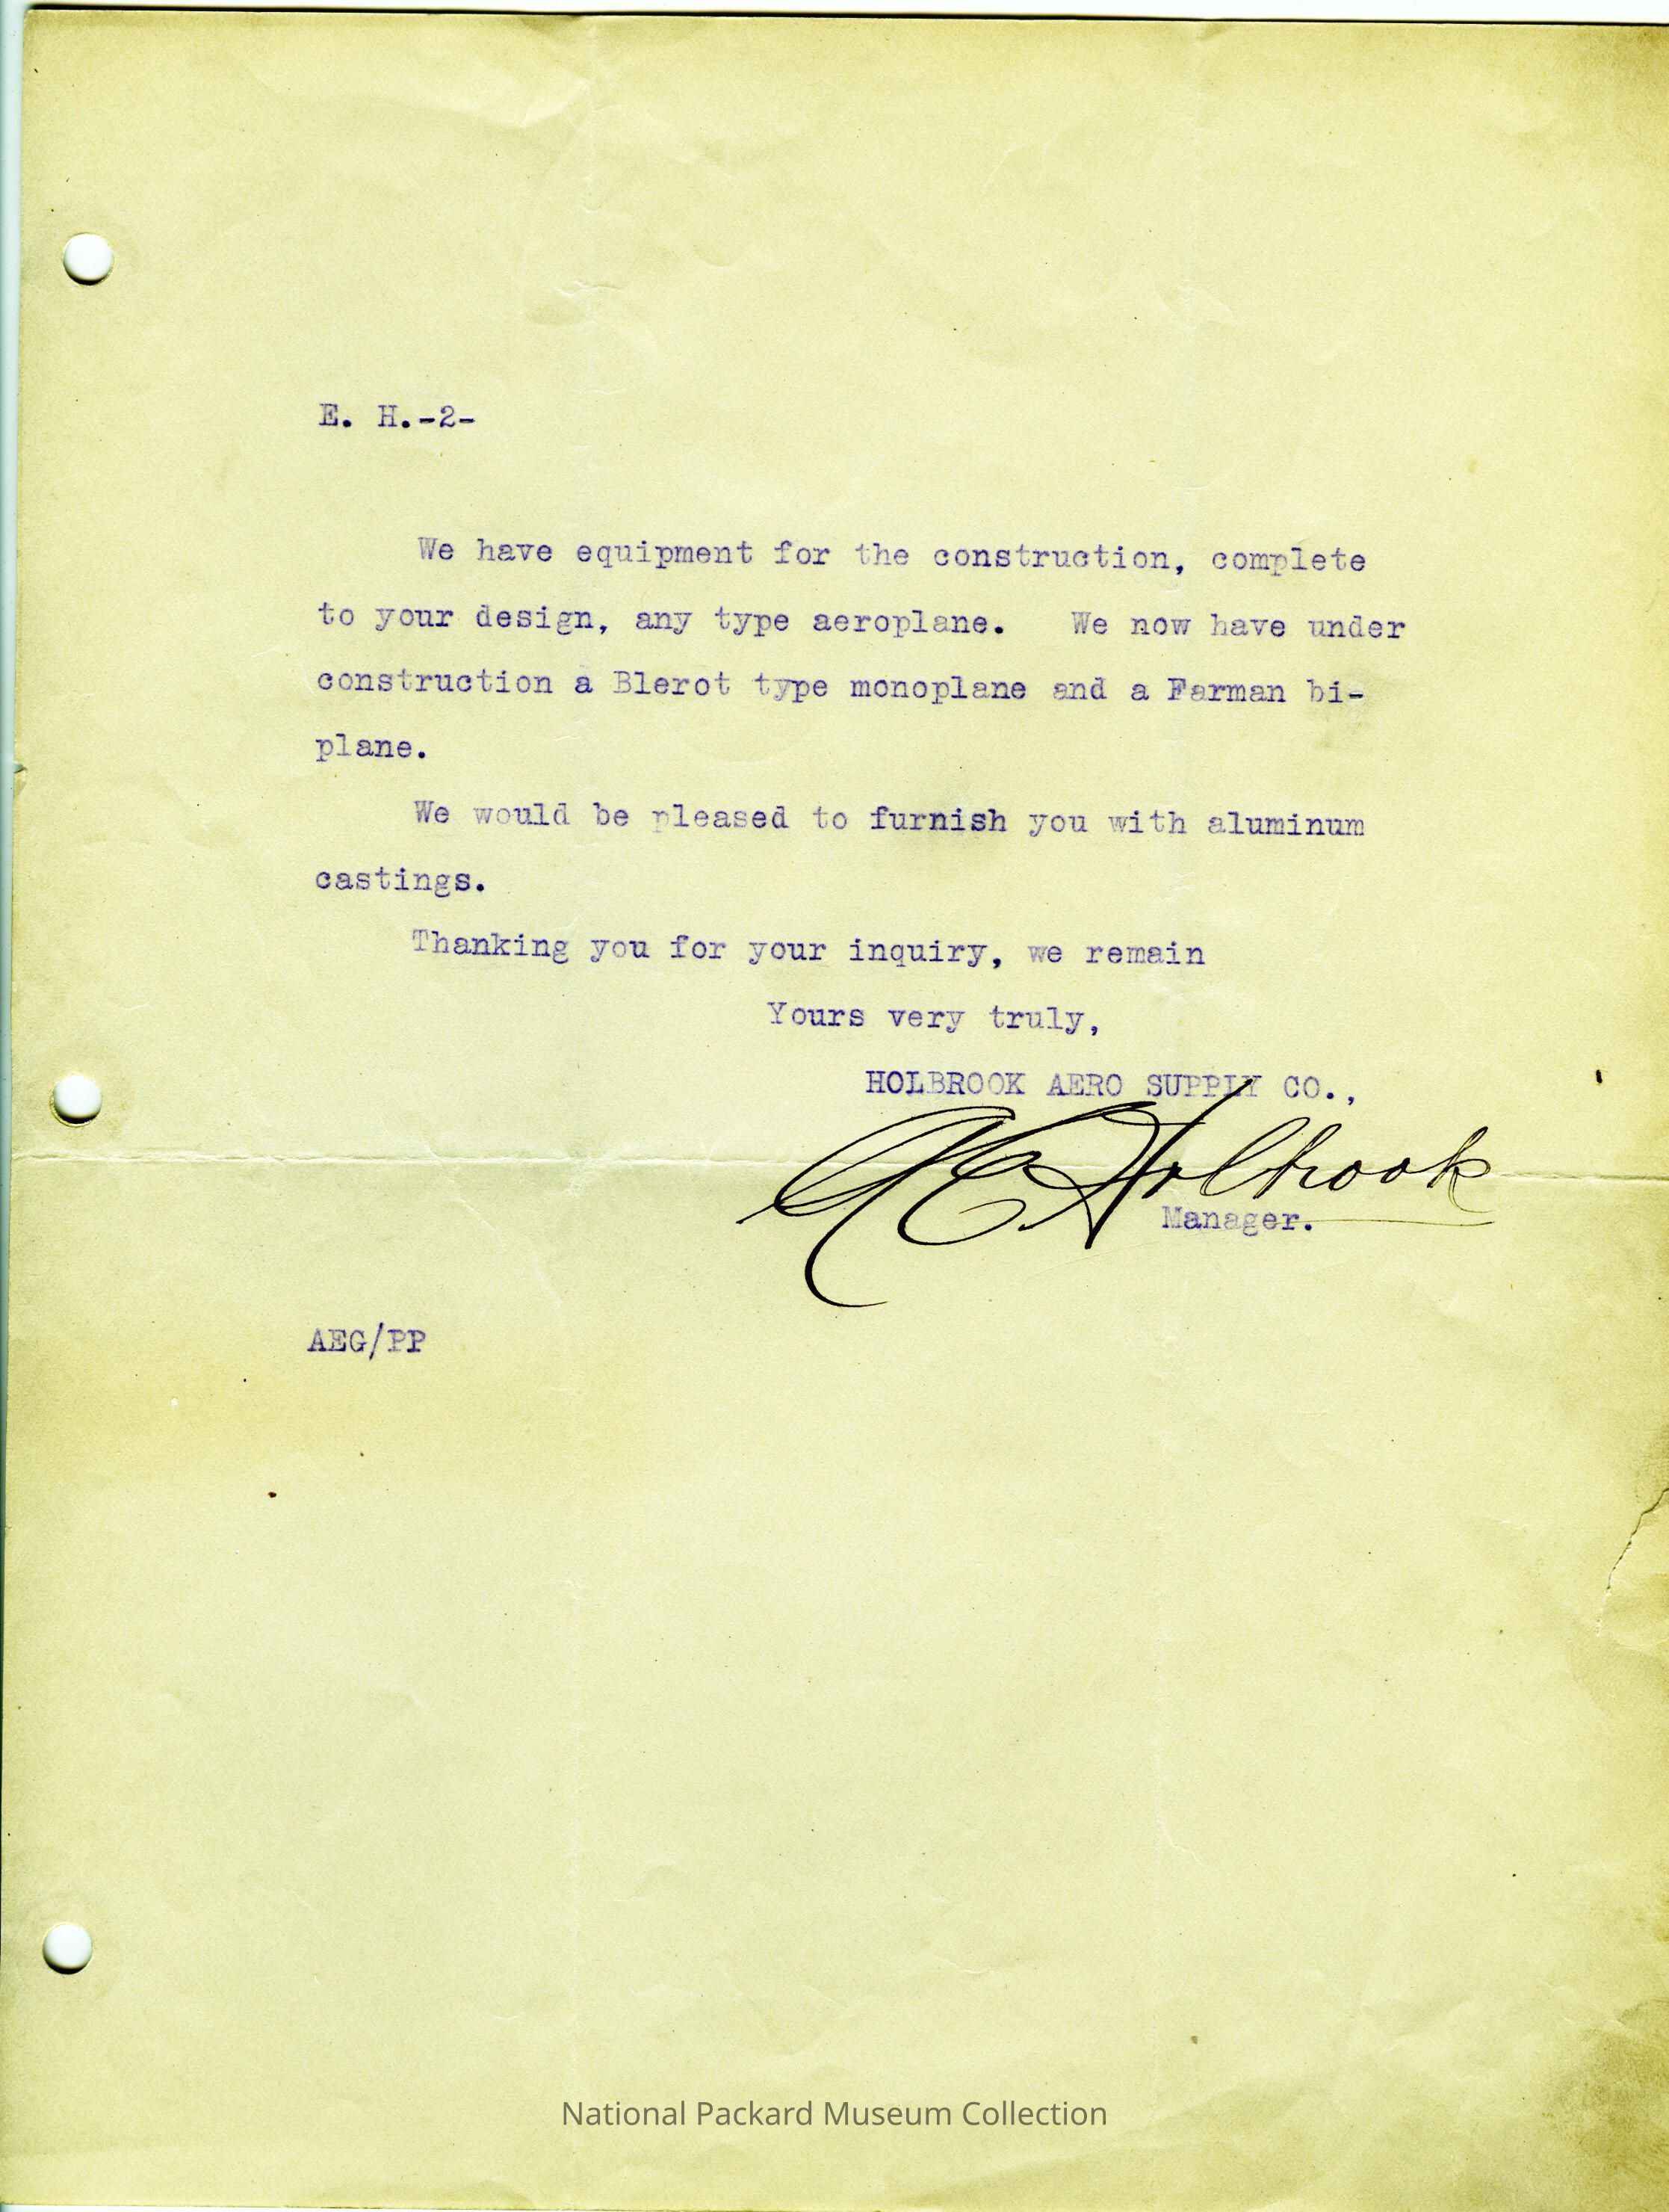 E. H.-2-
We have equipment for the construction, complete
to your design, any type aeroplane. We now have under
construction a Blerot type monoplane and a Farman bi-
plane.
We would be pleased to furnish you with aluminum
castings.
Thanking you for your inquiry, we remain
Yours very truly,
HOLBROOK AERO SUPPLY CO.,
Holbrook
Manager.
AEG/PP
National Packard Museum Collection